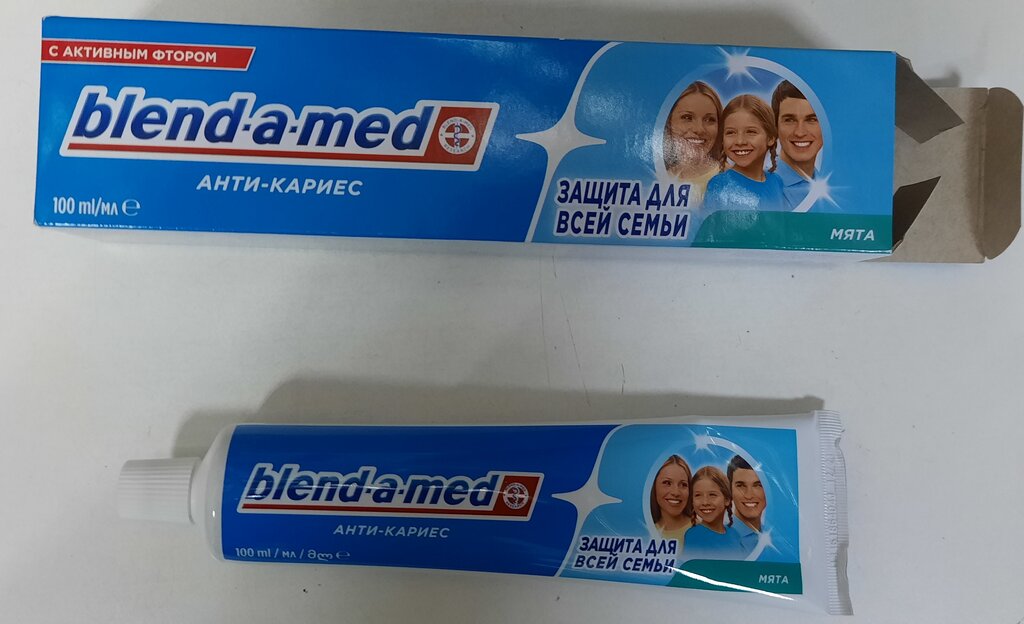 С АКТИВНЫМ ФТОРОМ
blend-a-med
АНТИ-КАРИЕС
100 ml/мл ℮
ЗАЩИТА ДЛЯ
ВСЕЙ СЕМЬИ
МЯТА
blend-a-med
АНТИ-КАРИЕС
100 ml / мл / მლ ℮
ЗАЩИТА ДЛЯ
ВСЕЙ СЕМЬИ
МЯТА